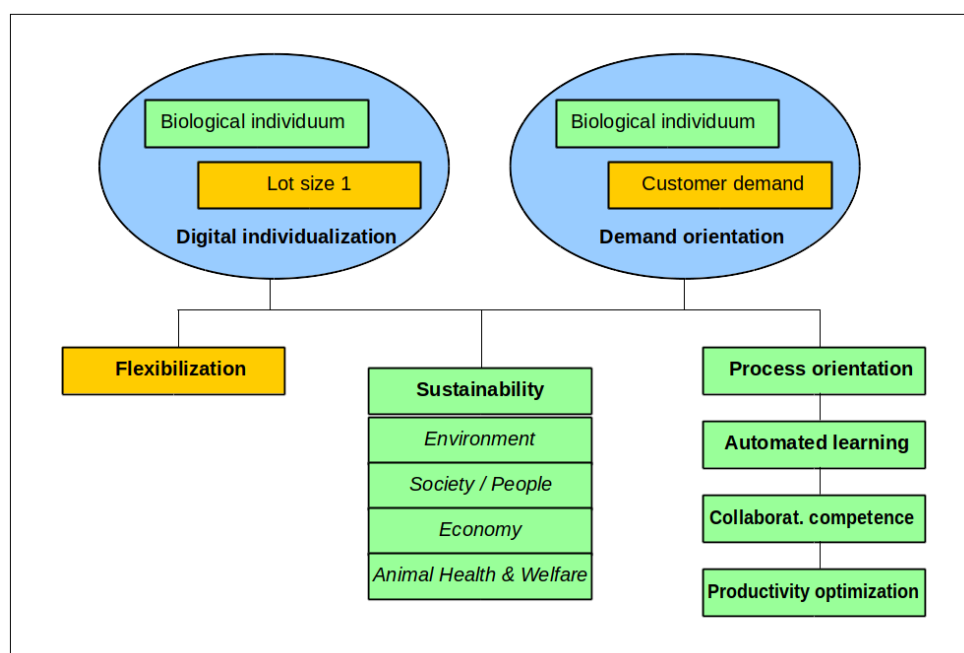 Biological individuum
Lot size 1
Digital individualization
Biological individuum
Customer demand
Demand orientation
Flexibilization
Sustainability
Environment
Society / People
Economy
Animal Health & Welfare
Process orientation
Automated learning
Collaborat. competence
Productivity optimization